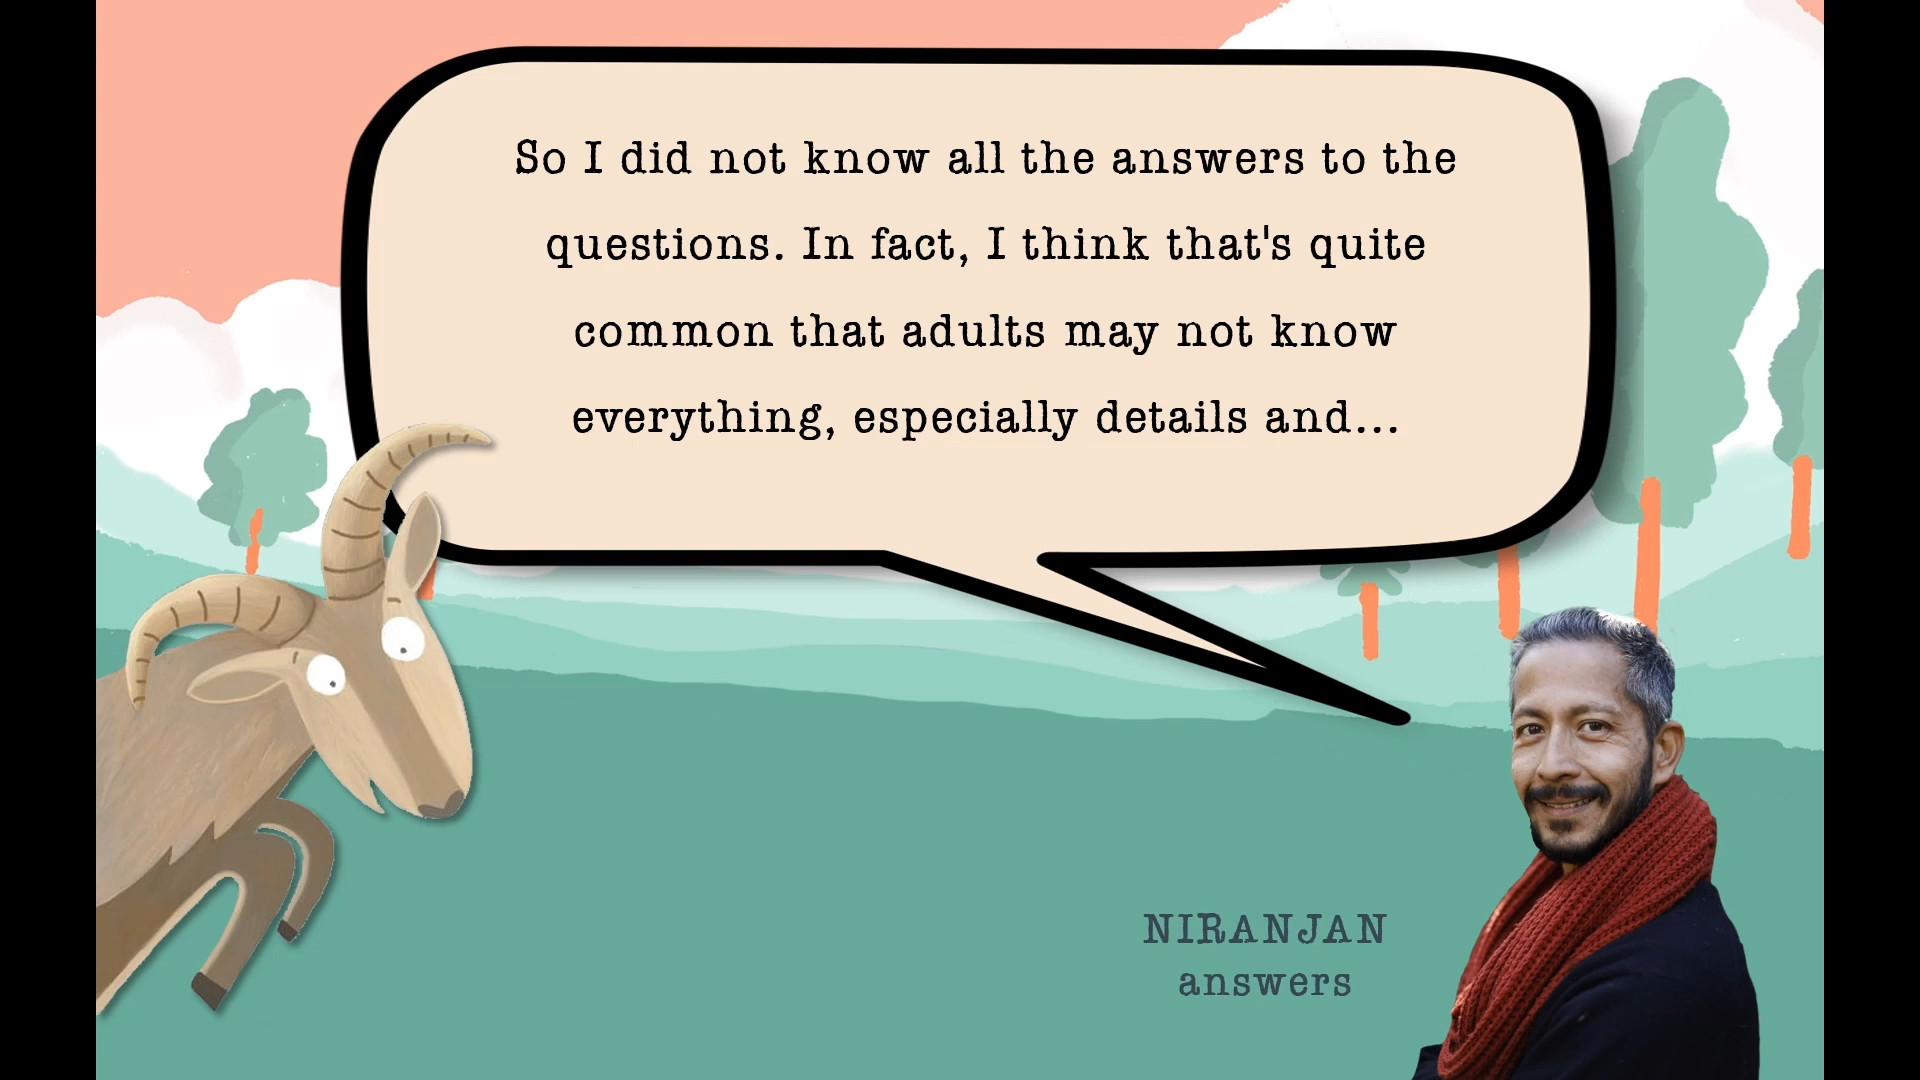 So I did not know all the answers to the
questions. In fact, I think that's quite
common that adults may not know
everything, especially details and...
NIRANJAN
answers